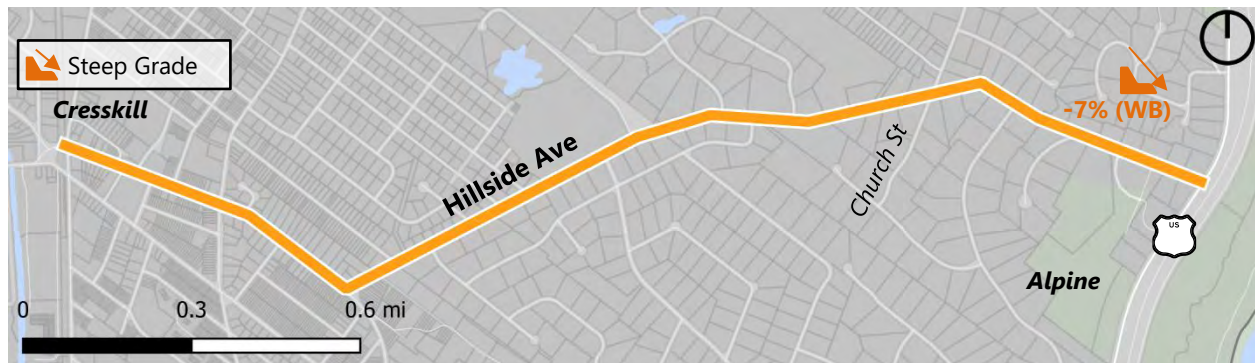 Steep Grade
Cresskill
-7% (WB)
Hillside Ave
Church St
US
Alpine
0 0.3 0.6 mi